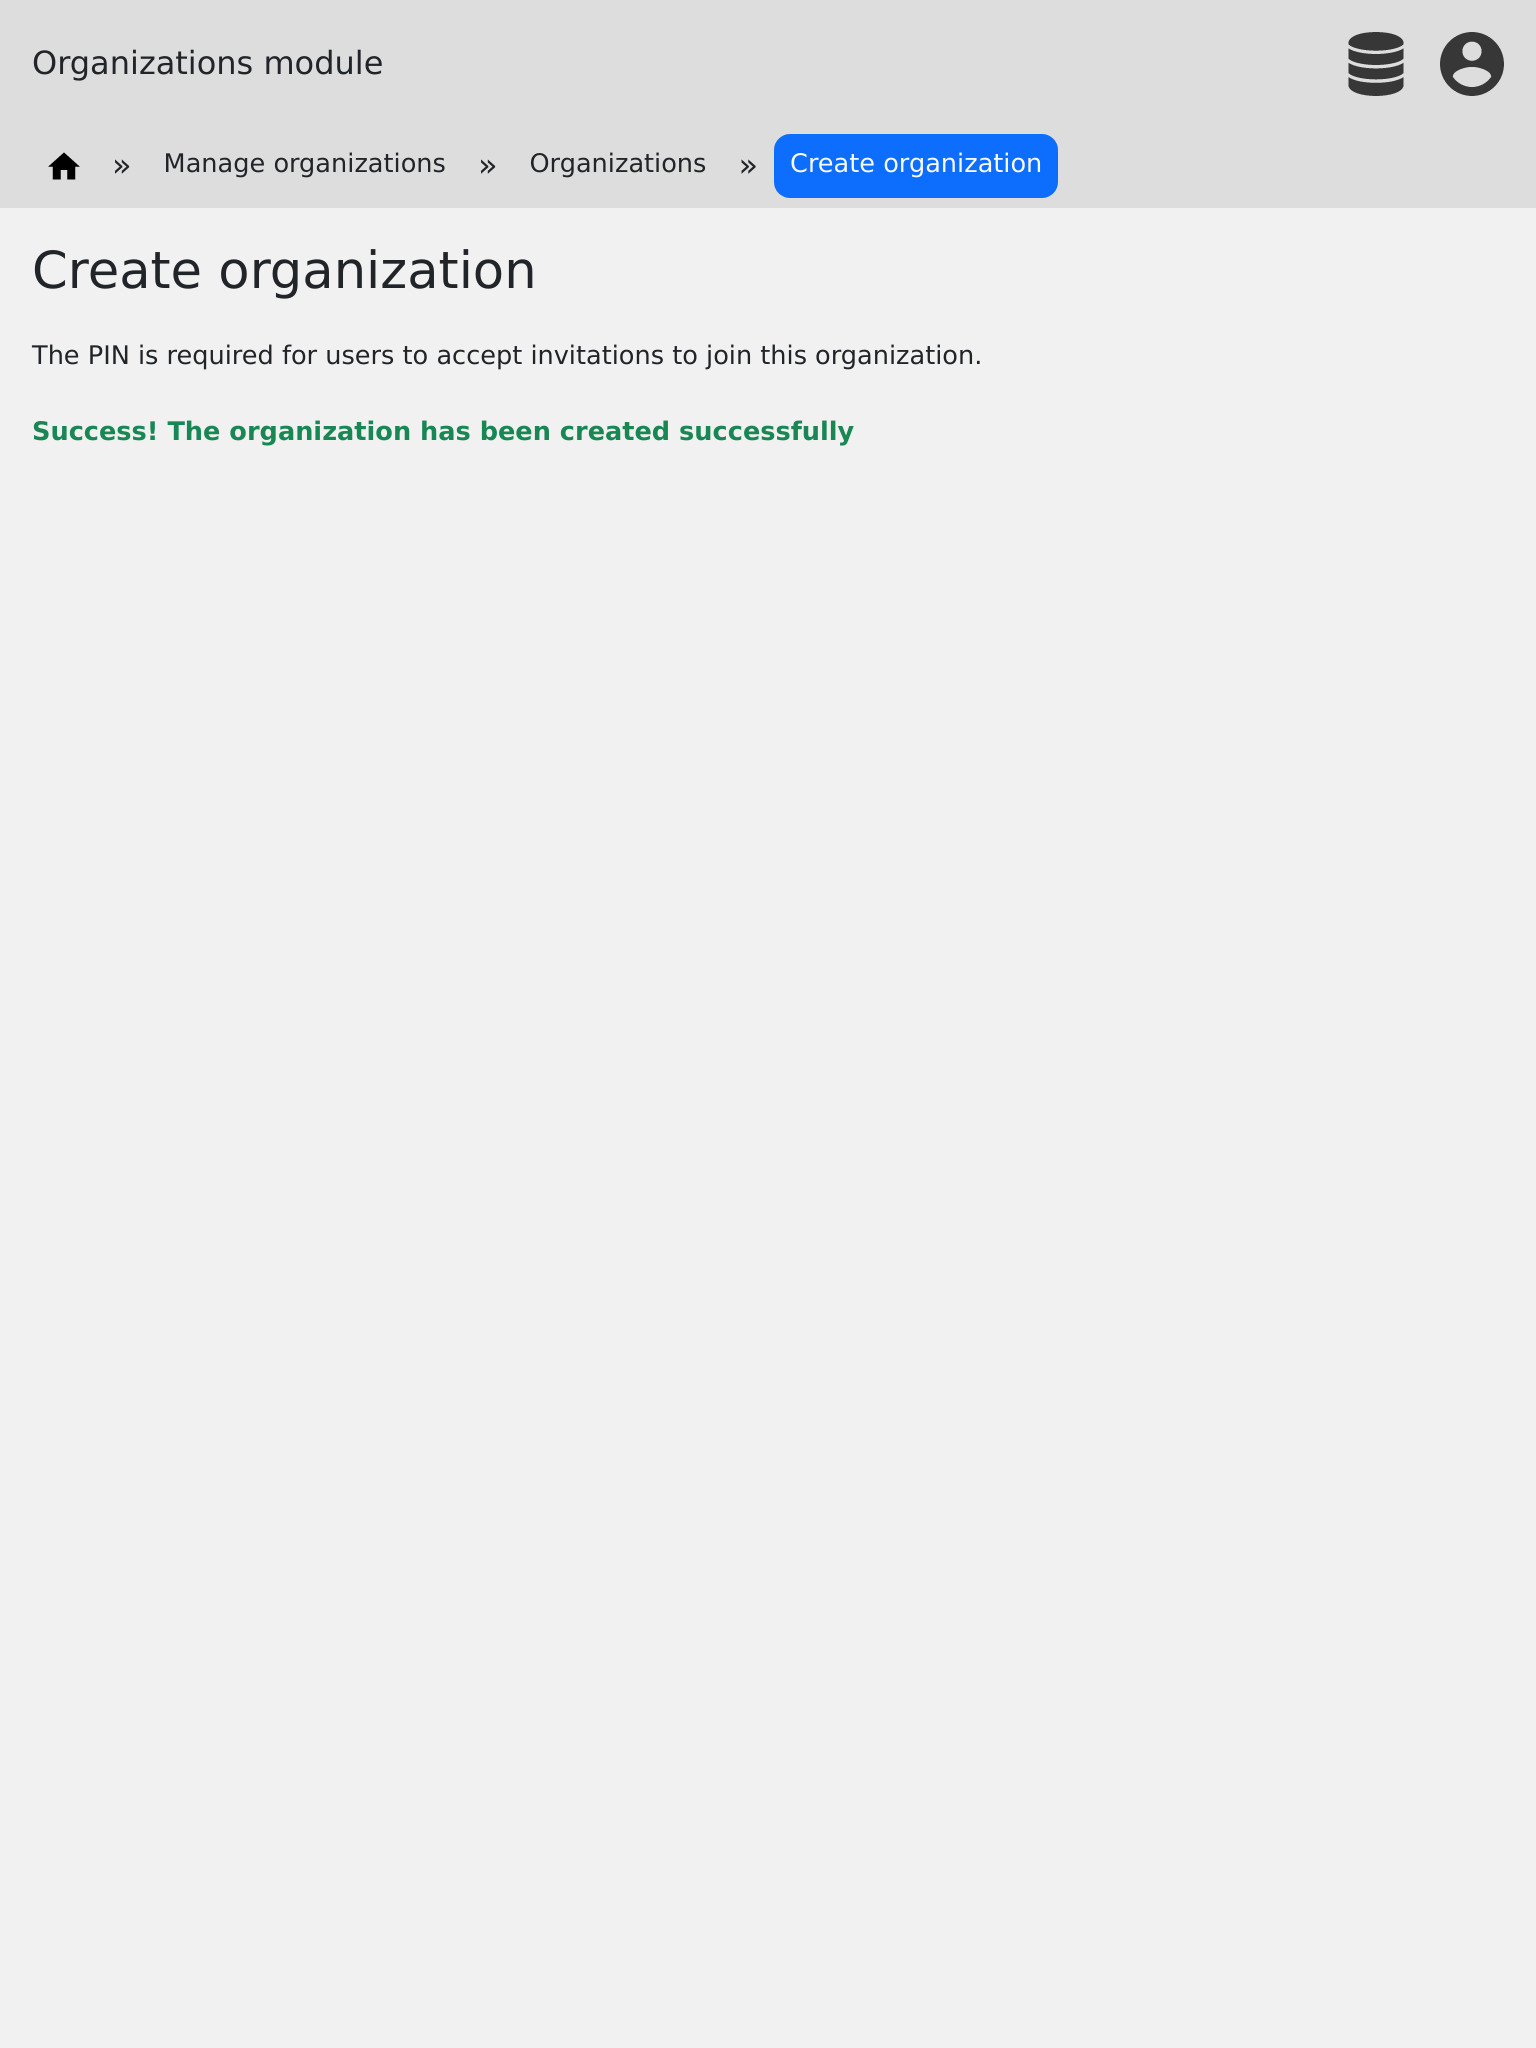 Organizations module
» Manage organizations » Organizations » Create organization
Create organization
The PIN is required for users to accept invitations to join this organization.
Success! The organization has been created successfully